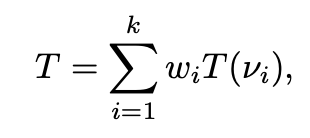 T = \sum_{i=1}^{k} w_i T(\nu_i),